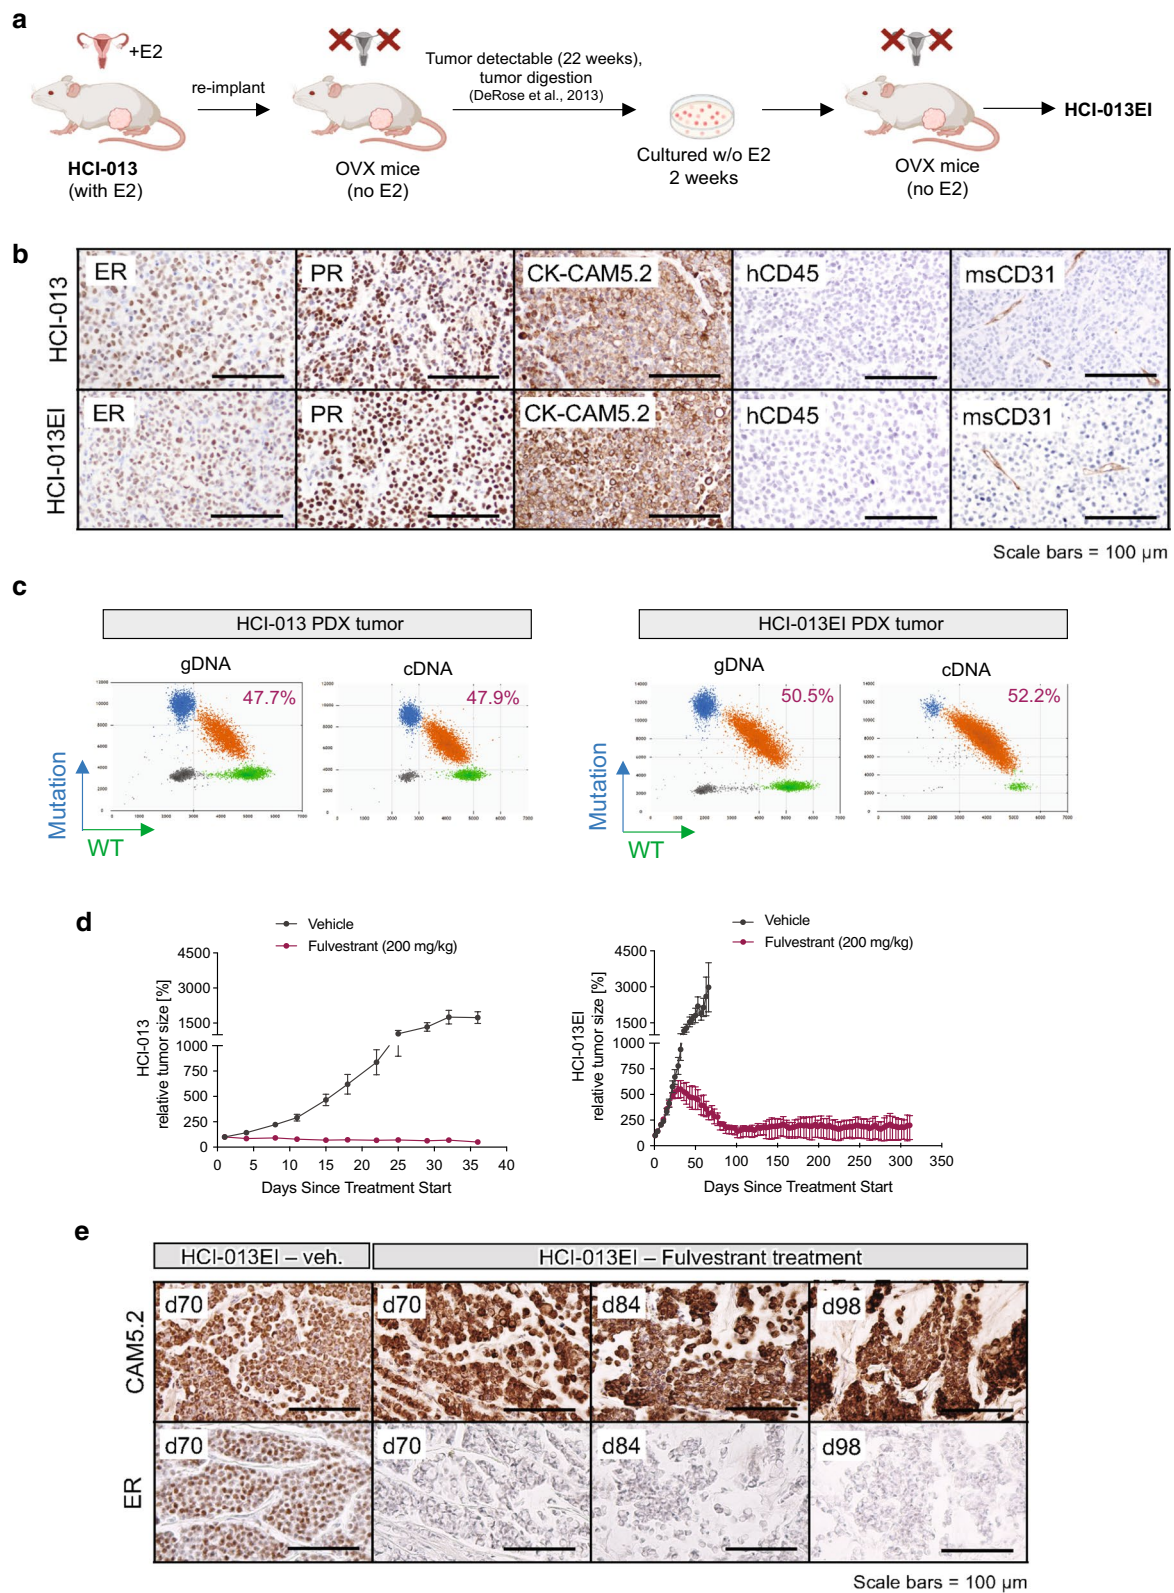 a
+E2
re-implant
Tumor detectable (22 weeks),
tumor digestion
(DeRose et al., 2013)
HCI-013
(with E2)
OVX mice
(no E2)
Cultured w/o E2
2 weeks
OVX mice
(no E2)
HCI-013EI
b
HCI-013
ER
PR
CK-CAM5.2
hCD45
msCD31
HCI-013EI
ER
PR
CK-CAM5.2
hCD45
msCD31
Scale bars = 100 µm
c
HCI-013 PDX tumor
HCI-013EI PDX tumor
gDNA
cDNA
gDNA
cDNA
47.7%
47.9%
50.5%
52.2%
Mutation
WT
Mutation
WT
d
Vehicle
Fulvestrant (200 mg/kg)
HCI-013
relative tumor size [%]
4500
3000
1500
1000
750
500
250
0
0 5 10 15 20 25 30 35 40
Days Since Treatment Start
Vehicle
Fulvestrant (200 mg/kg)
HCI-013EI
relative tumor size [%]
4500
3000
1500
1000
750
500
250
0
0 50 100 150 200 250 300 350
Days Since Treatment Start
e
HCI-013EI – veh.
HCI-013EI – Fulvestrant treatment
CAM5.2
d70
d70
d84
d98
ER
d70
d70
d84
d98
Scale bars = 100 µm